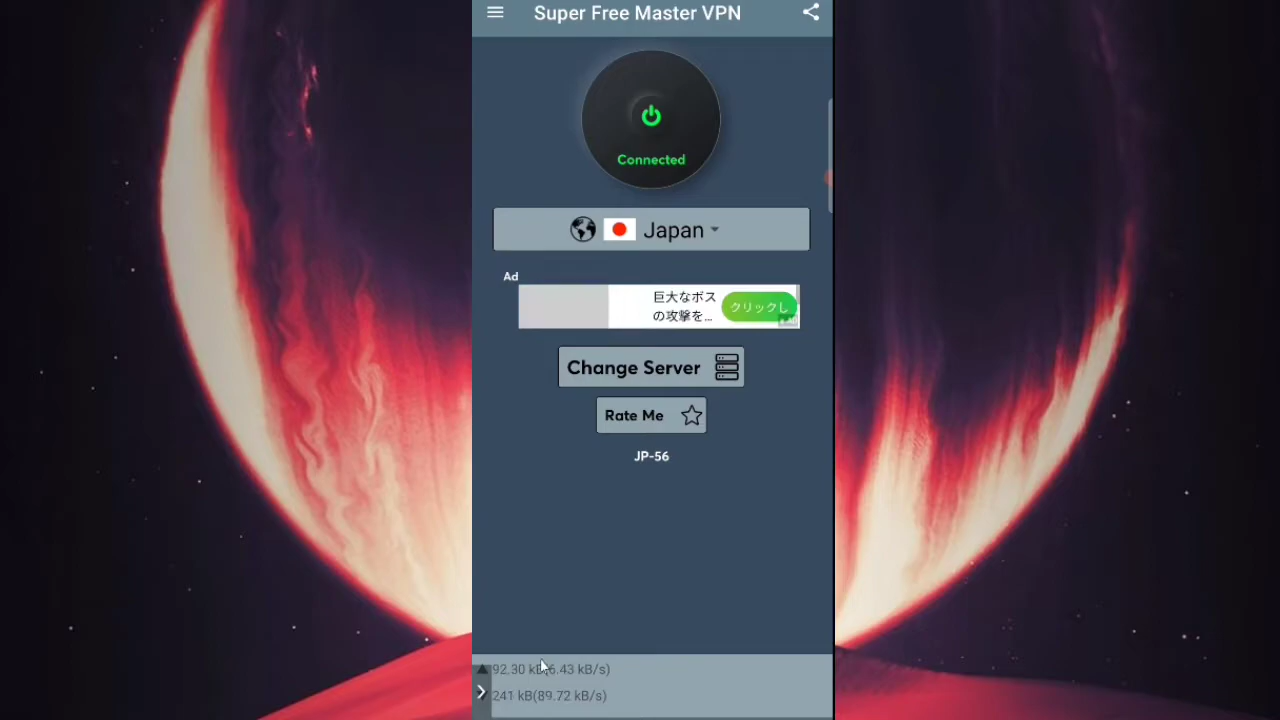 Super Free Master VPN
Connected
Japan
Ad
巨大なボス
の攻撃を...
クリックし
Change Server
Rate Me
JP-56
92.30 kB(6.43 kB/s)
241 kB(89.72 kB/s)